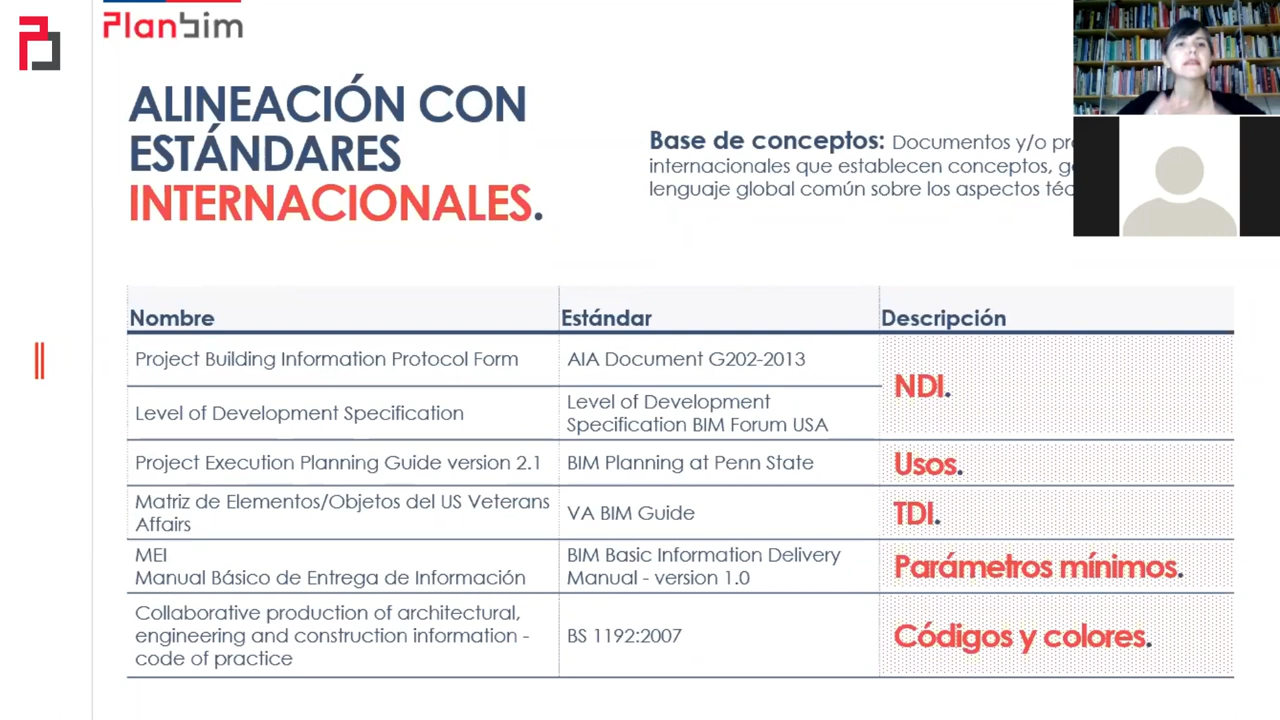 Planbim
ALINEACIÓN CON
ESTÁNDARES
INTERNACIONALES.
Base de conceptos: Documentos y/o
internacionales que establecen conceptos,
lenguaje global común sobre los aspectos
Nombre
Estándar
Descripción
Project Building Information Protocol Form
AIA Document G202-2013
NDI.
Level of Development Specification
Level of Development
Specification BIM Forum USA
Project Execution Planning Guide version 2.1
BIM Planning at Penn State
Usos.
Matriz de Elementos/Objetos del US Veterans
Affairs
VA BIM Guide
TDI.
MEI
Manual Básico de Entrega de Información
BIM Basic Information Delivery
Manual - version 1.0
Parámetros mínimos.
Collaborative production of architectural,
engineering and construction information -
code of practice
BS 1192:2007
Códigos y colores.